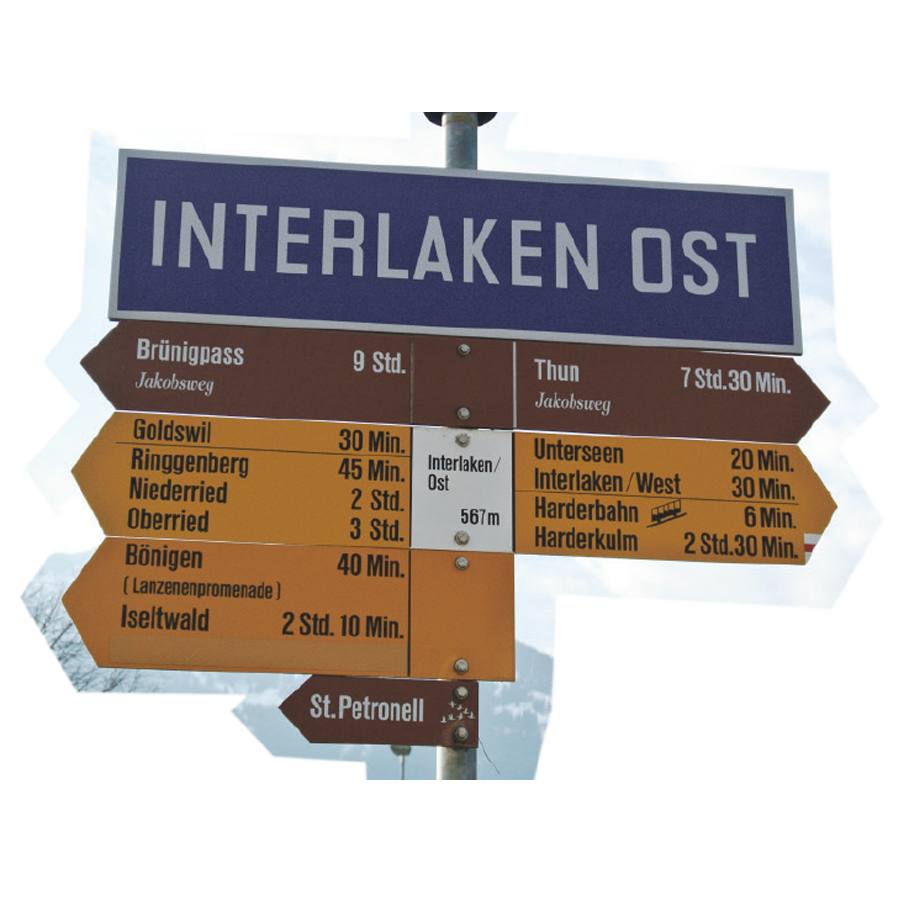 INTERLAKEN OST
Brünigpass 9 Std.
Jakobsweg
Thun 7 Std. 30 Min.
Jakobsweg
Goldswil 30 Min.
Ringgenberg 45 Min.
Niederried 2 Std.
Oberried 3 Std.
Interlaken/
Ost
567m
Unterseen 20 Min.
Interlaken/West 30 Min.
Harderbahn 6 Min.
Harderkulm 2 Std. 30 Min.
Bönigen 40 Min.
(Lanzenenpromenade)
Iseltwald 2 Std. 10 Min.
St. Petronell